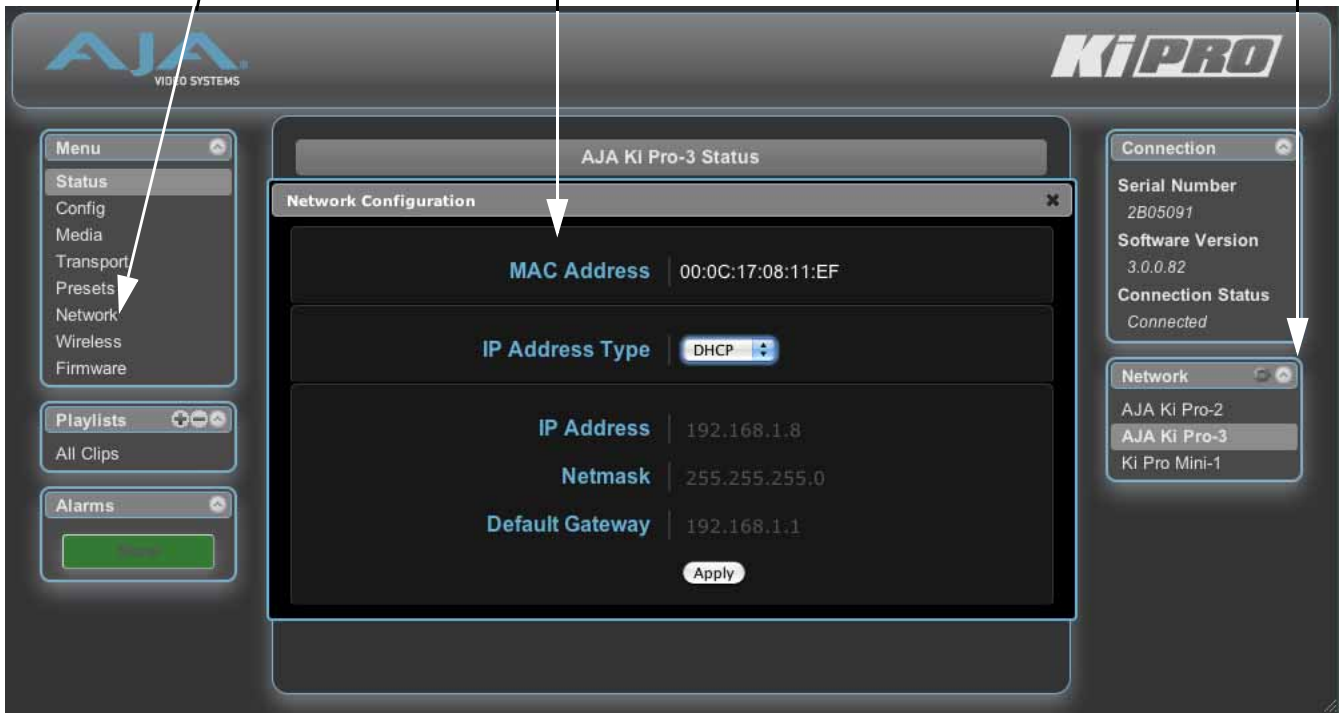 AJA
VIDEO SYSTEMS
Ki PRO
Menu
Status
Config
Media
Transport
Presets
Network
Wireless
Firmware
Playlists
All Clips
Alarms
AJA Ki Pro-3 Status
Network Configuration
MAC Address 00:0C:17:08:11:EF
IP Address Type DHCP
IP Address 192.168.1.8
Netmask 255.255.255.0
Default Gateway 192.168.1.1
Apply
Connection
Serial Number
2B05091
Software Version
3.0.0.82
Connection Status
Connected
Network
AJA Ki Pro-2
AJA Ki Pro-3
Ki Pro Mini-1